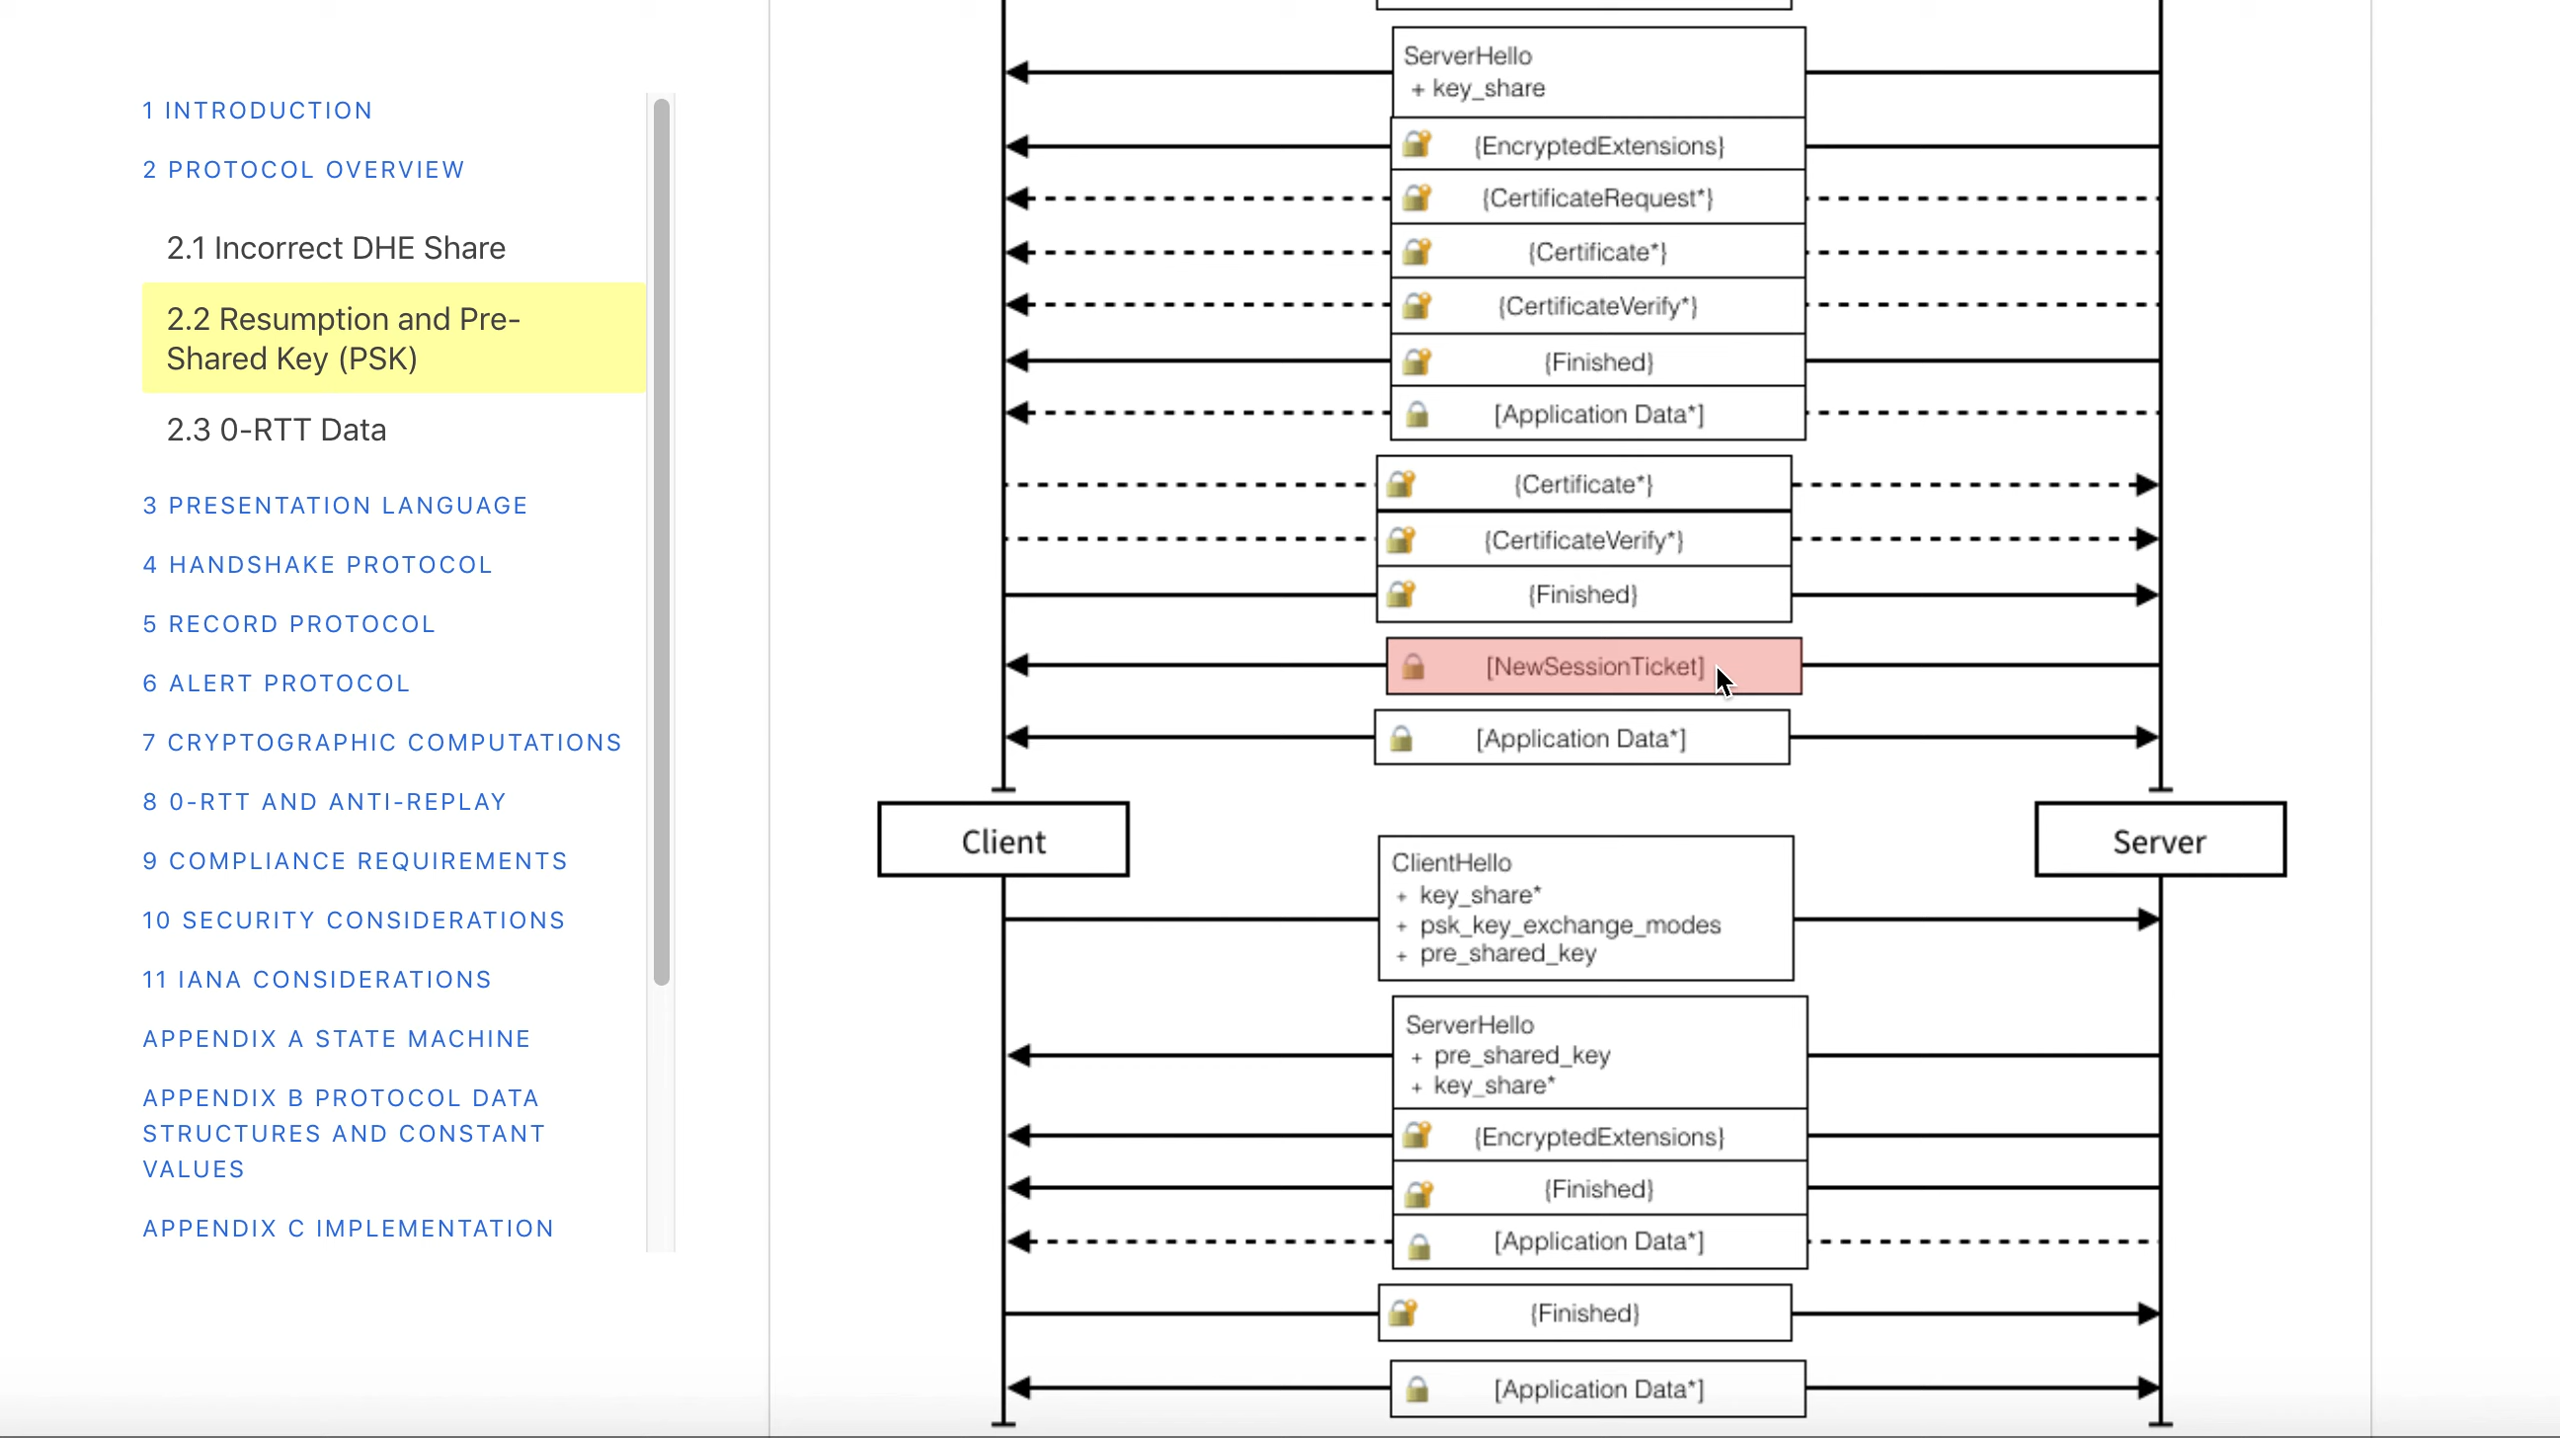 1 INTRODUCTION
2 PROTOCOL OVERVIEW
2.1 Incorrect DHE Share
2.2 Resumption and Pre-
Shared Key (PSK)
2.3 0-RTT Data
3 PRESENTATION LANGUAGE
4 HANDSHAKE PROTOCOL
5 RECORD PROTOCOL
6 ALERT PROTOCOL
7 CRYPTOGRAPHIC COMPUTATIONS
8 0-RTT AND ANTI-REPLAY
9 COMPLIANCE REQUIREMENTS
10 SECURITY CONSIDERATIONS
11 IANA CONSIDERATIONS
APPENDIX A STATE MACHINE
APPENDIX B PROTOCOL DATA
STRUCTURES AND CONSTANT
VALUES
APPENDIX C IMPLEMENTATION
ServerHello
+ key_share
{EncryptedExtensions}
{CertificateRequest*}
{Certificate*}
{CertificateVerify*}
{Finished}
[Application Data*]
{Certificate*}
{CertificateVerify*}
{Finished}
[NewSessionTicket]
[Application Data*]
Client
Server
ClientHello
+ key_share*
+ psk_key_exchange_modes
+ pre_shared_key
ServerHello
+ pre_shared_key
+ key_share*
{EncryptedExtensions}
{Finished}
[Application Data*]
{Finished}
[Application Data*]